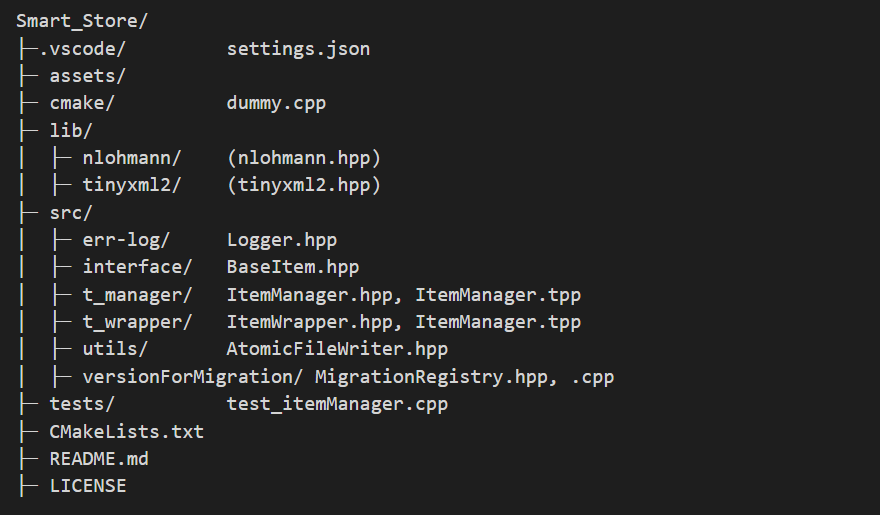 Smart_Store/
├─.vscode/         settings.json
├─ assets/
├─ cmake/          dummy.cpp
├─ lib/
│  ├─ nlohmann/    (nlohmann.hpp)
│  ├─ tinyxml2/    (tinyxml2.hpp)
├─ src/
│  ├─ err-log/     Logger.hpp
│  ├─ interface/   BaseItem.hpp
│  ├─ t_manager/   ItemManager.hpp, ItemManager.tpp
│  ├─ t_wrapper/   ItemWrapper.hpp, ItemManager.tpp
│  ├─ utils/       AtomicFileWriter.hpp
│  ├─ versionForMigration/ MigrationRegistry.hpp, .cpp
├─ tests/          test_itemManager.cpp
├─ CMakeLists.txt
├─ README.md
├─ LICENSE